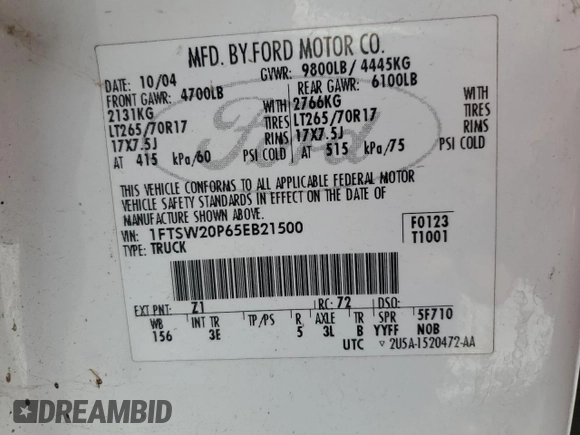 MFD. BY FORD MOTOR CO.
DATE: 10/04 GVWR: 9800LB/ 4445KG
FRONT GAWR: 4700LB REAR GAWR: 6100LB
2131KG WITH 2766KG WITH
LT265/70R17 TIRES LT265/70R17 TIRES
17X7.5J RIMS 17X7.5J RIMS
AT 415 kPa/60 PSI COLD AT 515 kPa/75 PSI COLD
THIS VEHICLE CONFORMS TO ALL APPLICABLE FEDERAL MOTOR
VEHICLE SAFETY STANDARDS IN EFFECT ON THE DATE OF
MANUFACTURE SHOWN ABOVE.
VIN: 1FTSW20P65EB21500 F0123
TYPE: TRUCK T1001
EXT PNT: Z1 RC: 72 DSO:
WB INT TR TP/PS R AXLE TR SPR 5F710
156 3E 5 3L B YYFF NOB
UTC 2U5A-1520472-AA
Ford
DREAMBID